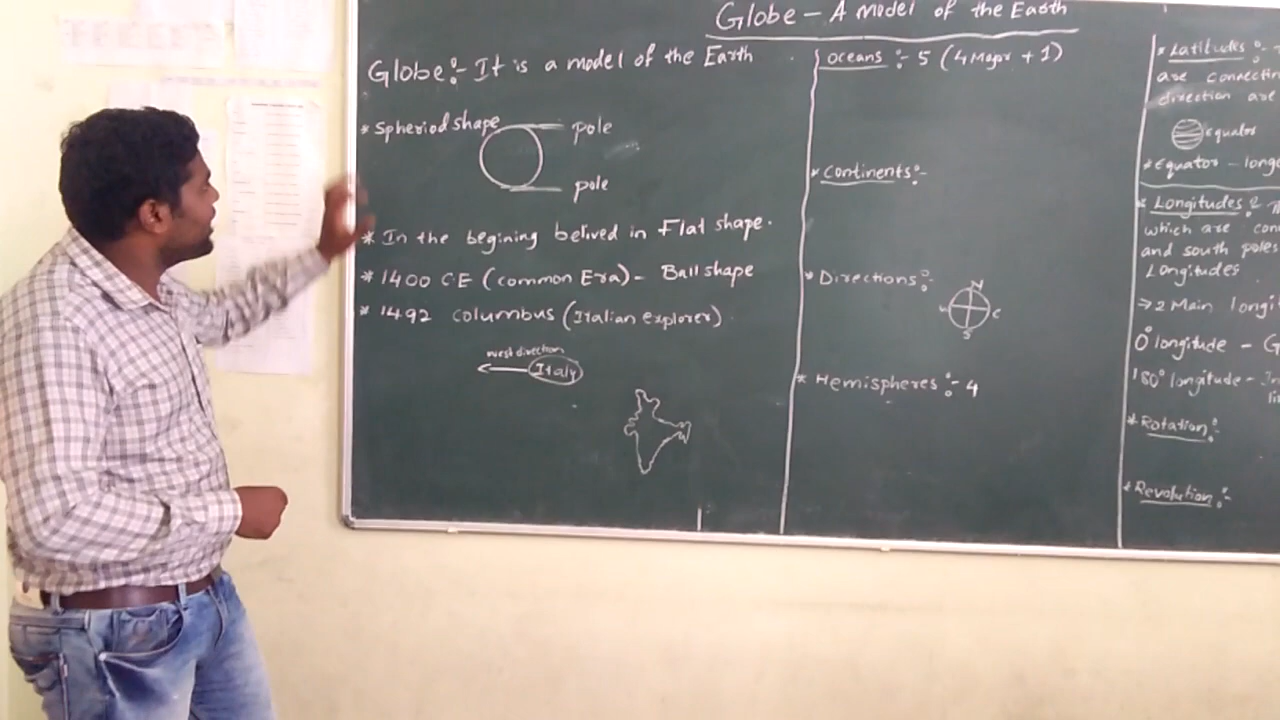 Globe - A model of the Earth
Globe:- It is a model of the Earth
* Spheriod shape
pole
pole
* In the begining belived in Flat shape.
* 1400 CE (common Era) - Ball shape
* 1492 columbus (Italian explorer)
west direction
Italy
oceans :- 5 (4 Major + 1)
* Continents:-
* Directions:
N
S
* Hemispheres :- 4
* Latitudes :-
are connectin
direction are
Equator
* Equator - long
* Longitudes :
which are con
and south poles
Longitudes.
→ 2 Main longi
0° longitude - G
180° longitude -
* Rotation :-
* Revolution :-